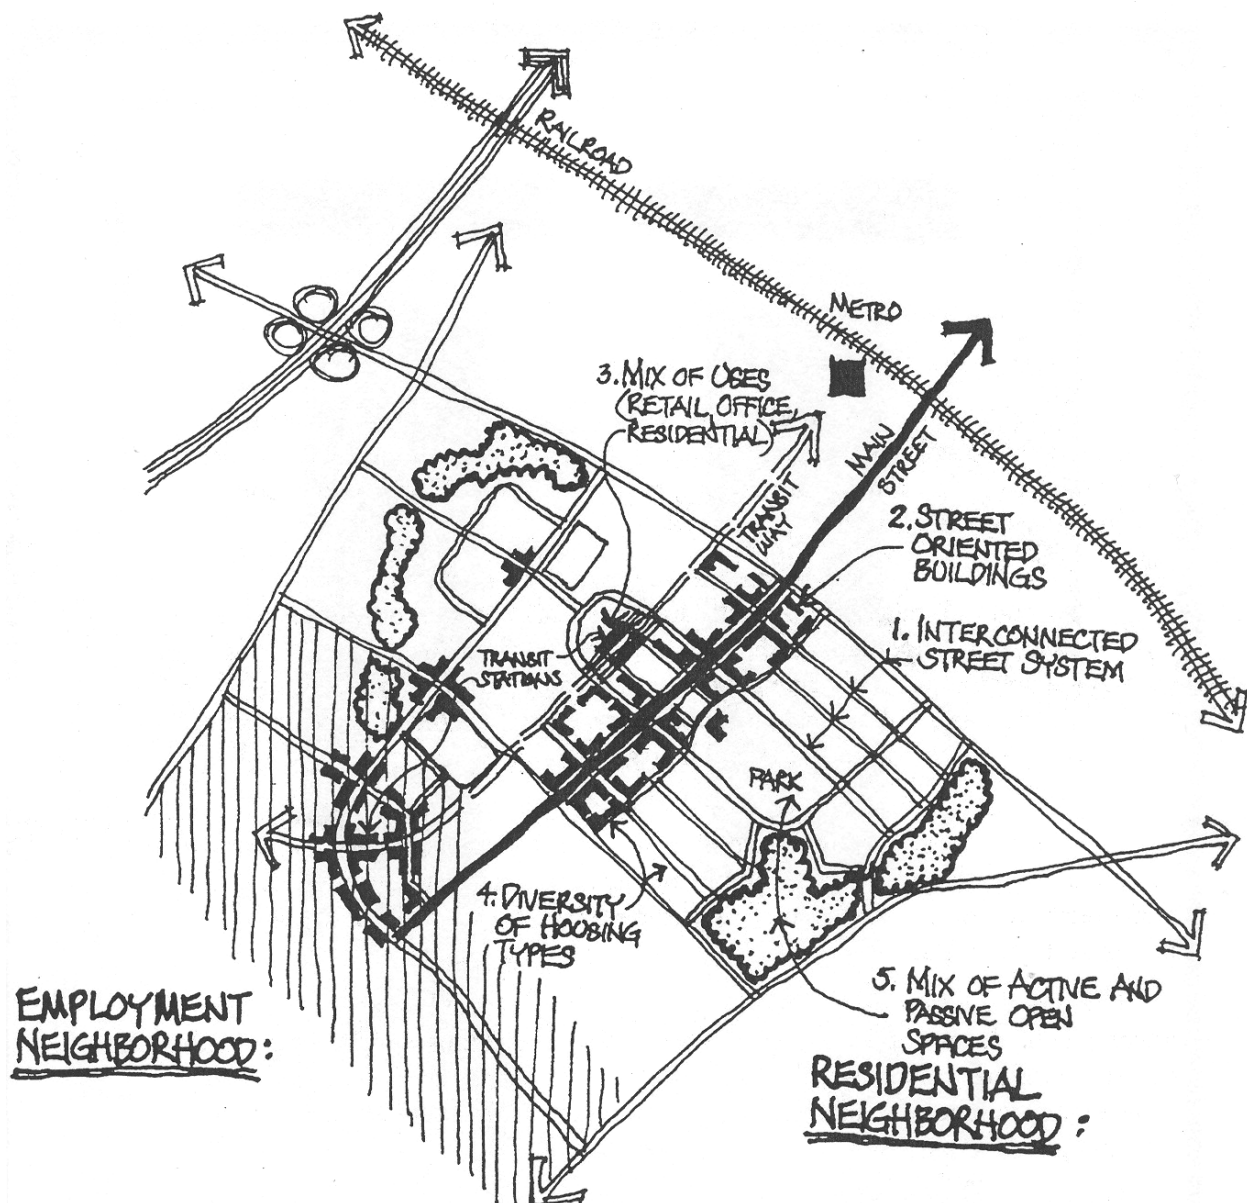 RAILROAD
METRO
3. MIX OF USES
(RETAIL, OFFICE,
RESIDENTIAL)
MAIN
STREET
TRANSIT
WAY
2. STREET
ORIENTED
BUILDINGS
1. INTERCONNECTED
STREET SYSTEM
TRANSIT
STATIONS
PARK
4. DIVERSITY
OF HOUSING
TYPES
5. MIX OF ACTIVE AND
PASSIVE OPEN
SPACES
EMPLOYMENT
NEIGHBORHOOD:
RESIDENTIAL
NEIGHBORHOOD: